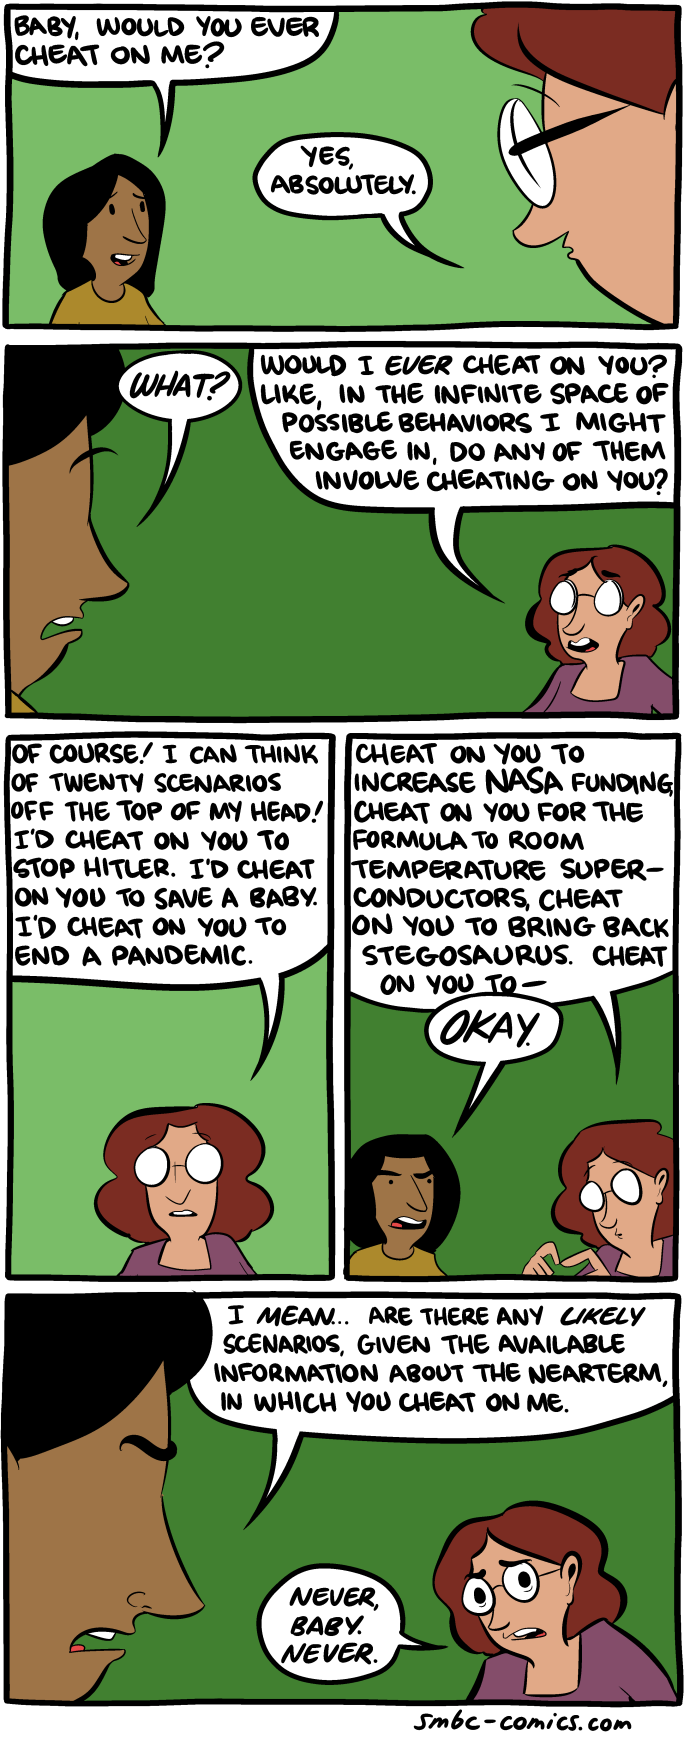 BABY, WOULD YOU EVER
CHEAT ON ME?
YES,
ABSOLUTELY.
WHAT?
WOULD I EVER CHEAT ON YOU?
LIKE, IN THE INFINITE SPACE OF
POSSIBLE BEHAVIORS I MIGHT
ENGAGE IN, DO ANY OF THEM
INVOLVE CHEATING ON YOU?
OF COURSE! I CAN THINK
OF TWENTY SCENARIOS
OFF THE TOP OF MY HEAD!
I'D CHEAT ON YOU TO
STOP HITLER. I'D CHEAT
ON YOU TO SAVE A BABY.
I'D CHEAT ON YOU TO
END A PANDEMIC.
CHEAT ON YOU TO
INCREASE NASA FUNDING,
CHEAT ON YOU FOR THE
FORMULA TO ROOM
TEMPERATURE SUPER-
CONDUCTORS, CHEAT
ON YOU TO BRING BACK
STEGOSAURUS. CHEAT
ON YOU TO—
OKAY.
I MEAN... ARE THERE ANY LIKELY
SCENARIOS, GIVEN THE AVAILABLE
INFORMATION ABOUT THE NEARTERM,
IN WHICH YOU CHEAT ON ME.
NEVER,
BABY.
NEVER.
smbc-comics.com